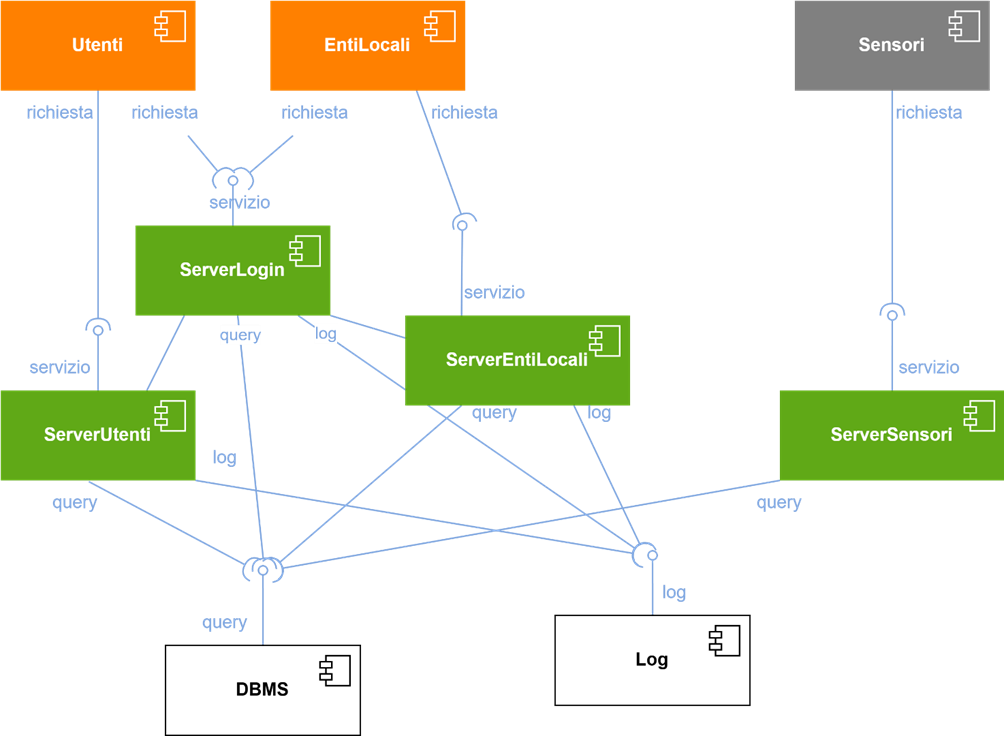 Utenti
EntiLocali
Sensori
richiesta
richiesta
richiesta
richiesta
richiesta
servizio
ServerLogin
servizio
query
log
ServerEntiLocali
servizio
servizio
query
log
ServerUtenti
ServerSensori
log
query
query
log
query
Log
DBMS